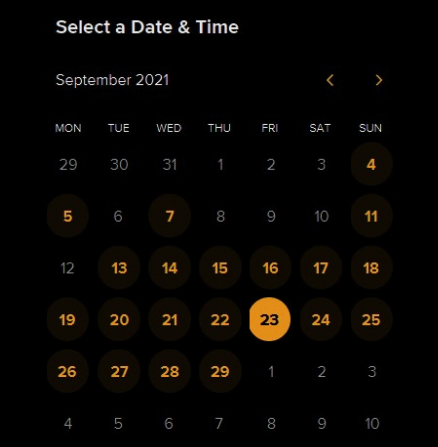 Select a Date & Time
September 2021
MON TUE WED THU FRI SAT SUN
29 30 31 1 2 3 4
5 6 7 8 9 10 11
12 13 14 15 16 17 18
19 20 21 22 23 24 25
26 27 28 29 1 2 3
4 5 6 7 8 9 10